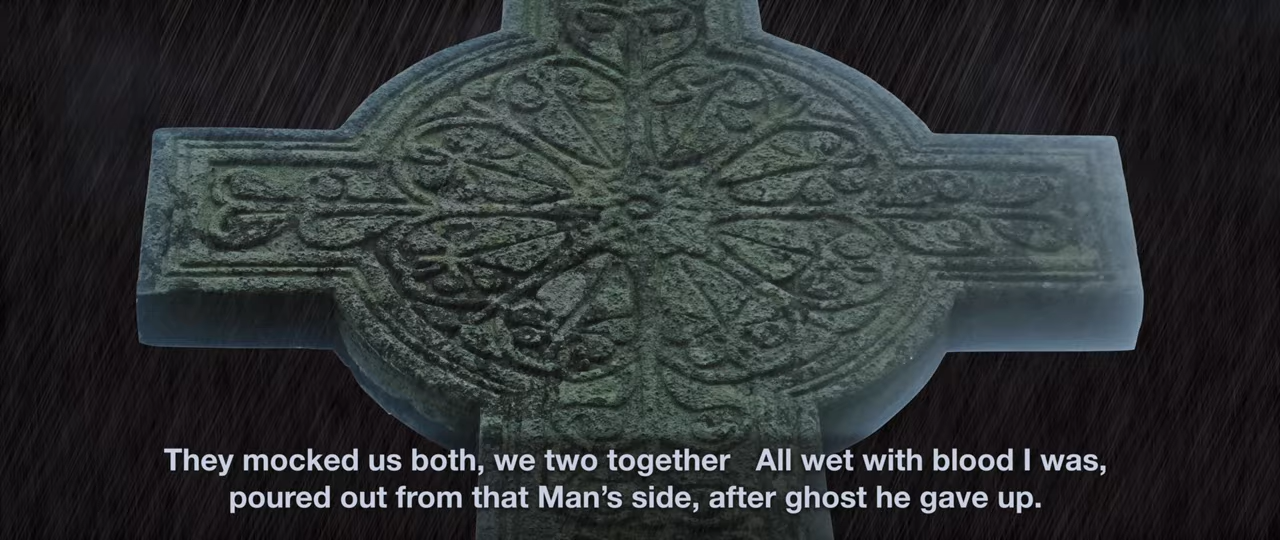 They mocked us both, we two together   All wet with blood I was,
poured out from that Man’s side, after ghost he gave up.